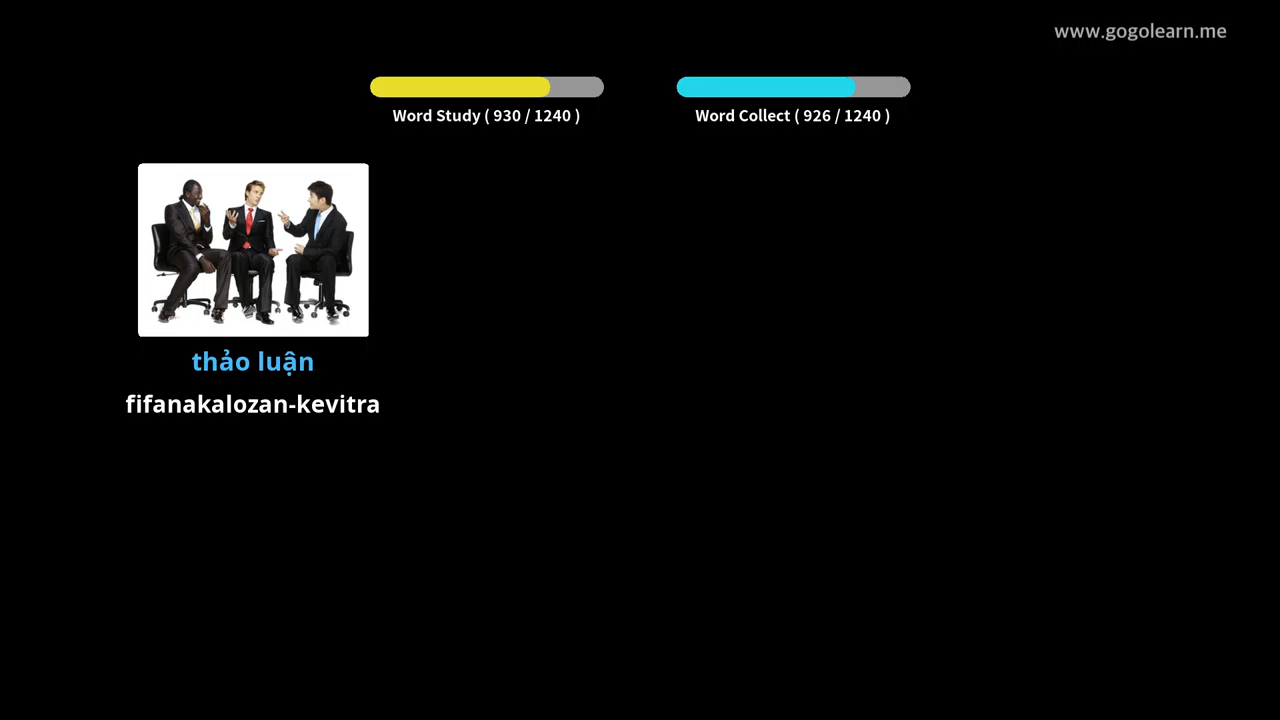 www.gogolearn.me
Word Study ( 930 / 1240 )
Word Collect ( 926 / 1240 )
thảo luận
fifanakalozan-kevitra